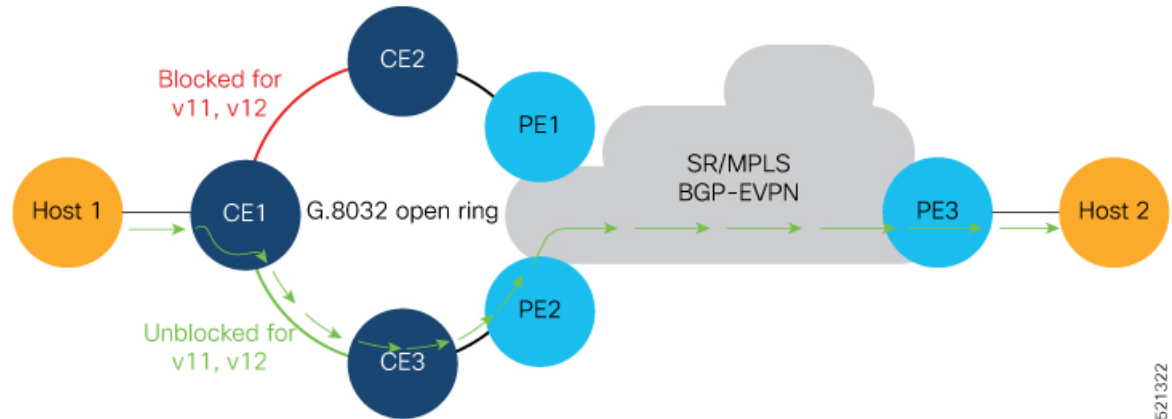 CE2
Blocked for
v11, v12
PE1
SR/MPLS
BGP-EVPN
Host 1
CE1
G.8032 open ring
PE3
Host 2
PE2
Unblocked for
v11, v12
CE3
521322